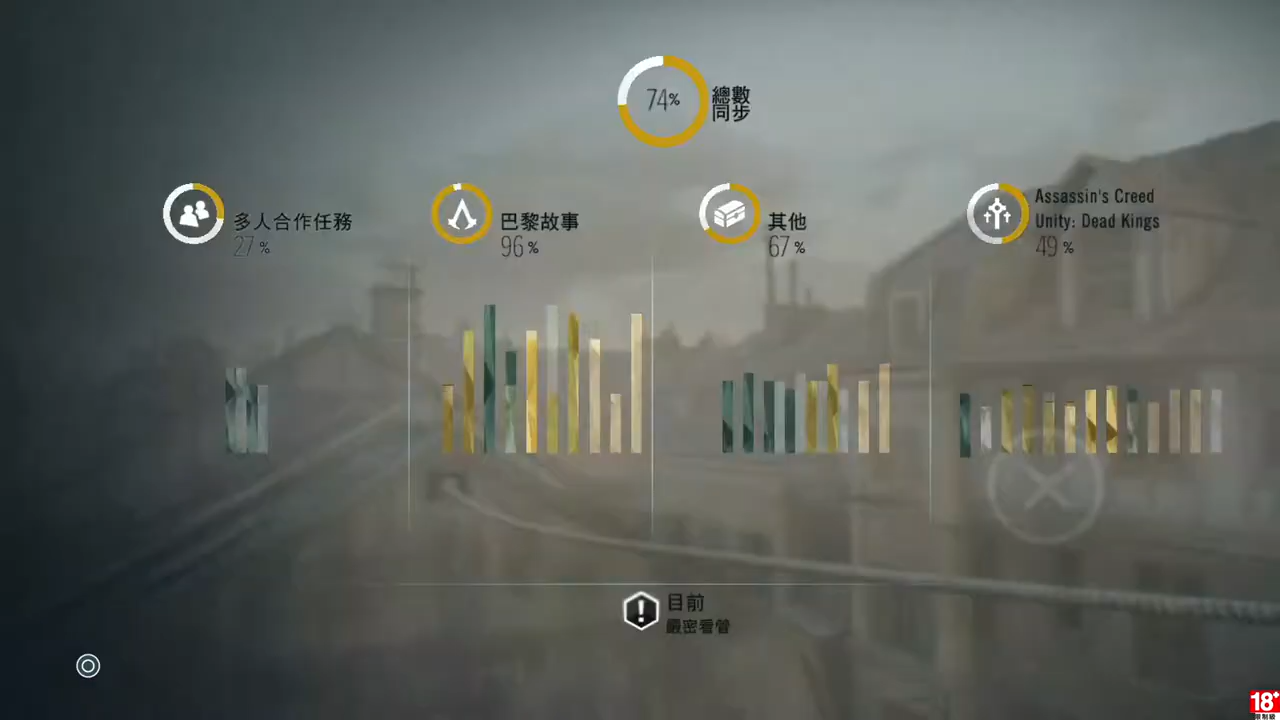 74%
總數
同步
多人合作任務
27 %
巴黎故事
96 %
其他
67 %
Assassin's Creed
Unity: Dead Kings
49 %
目前
嚴密看管
18+